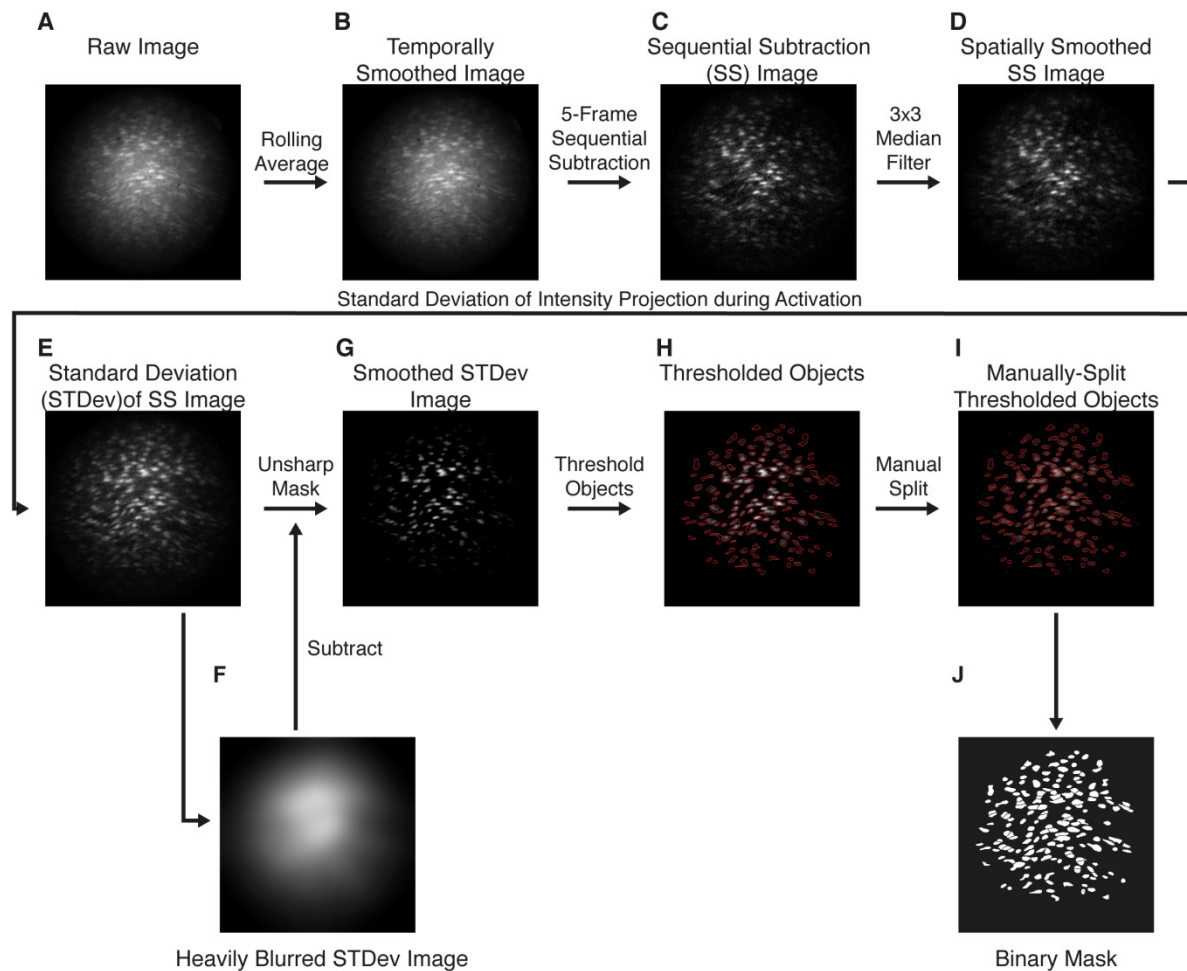 A
Raw Image
Rolling
Average
B
Temporally
Smoothed Image
5-Frame
Sequential
Subtraction
C
Sequential Subtraction
(SS) Image
3x3
Median
Filter
D
Spatially Smoothed
SS Image
Standard Deviation of Intensity Projection during Activation
E
Standard Deviation
(STDev)of SS Image
Unsharp
Mask
G
Smoothed STDev
Image
Threshold
Objects
H
Thresholded Objects
Manual
Split
I
Manually-Split
Thresholded Objects
Subtract
F
Heavily Blurred STDev Image
J
Binary Mask